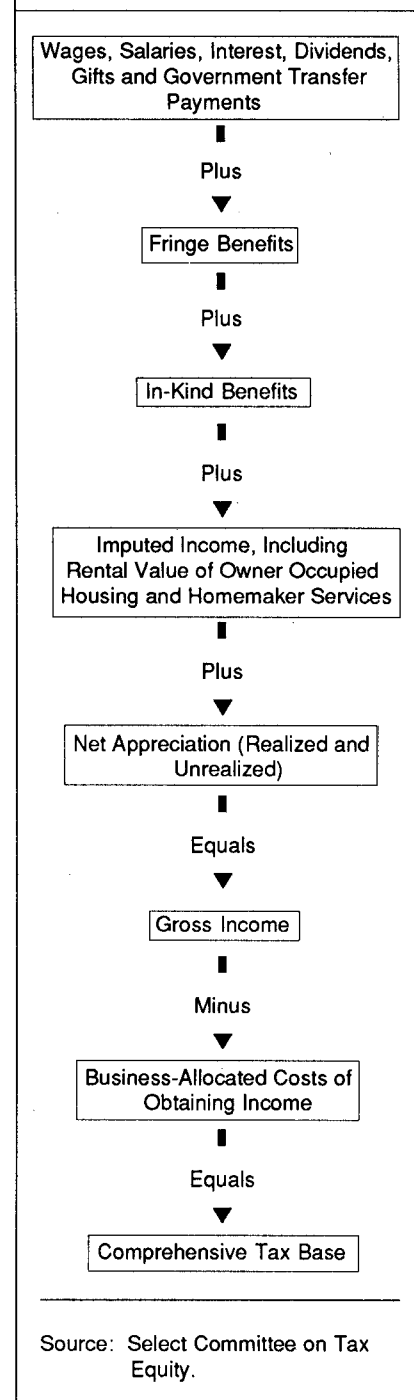 Wages, Salaries, Interest, Dividends,
Gifts and Government Transfer
Payments
Plus
Fringe Benefits
Plus
In-Kind Benefits
Plus
Imputed Income, Including
Rental Value of Owner Occupied
Housing and Homemaker Services
Plus
Net Appreciation (Realized and
Unrealized)
Equals
Gross Income
Minus
Business-Allocated Costs of
Obtaining Income
Equals
Comprehensive Tax Base
Source: Select Committee on Tax
Equity.